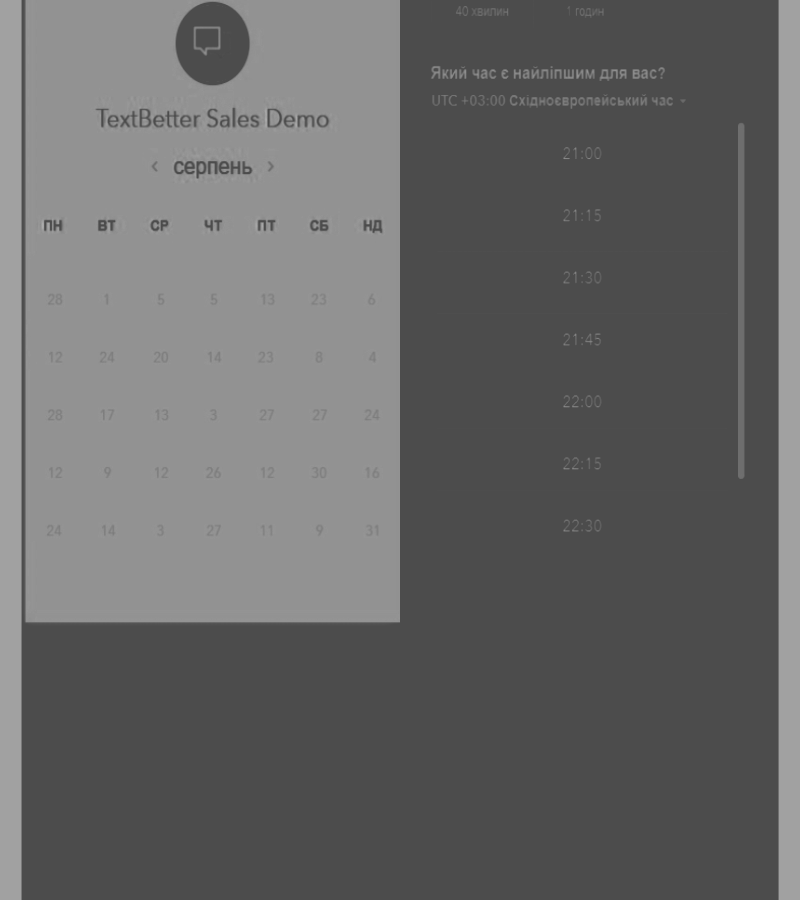 TextBetter Sales Demo
‹ серпень ›
ПН ВТ СР ЧТ ПТ СБ НД
28 1 5 5 13 23 6
12 24 20 14 23 8 4
28 17 13 3 27 27 24
12 9 12 26 12 30 16
24 14 3 27 11 9 31
40 хвилин 1 годин
Який час є найліпшим для вас?
UTC +03:00 Східноєвропейський час
21:00
21:15
21:30
21:45
22:00
22:15
22:30